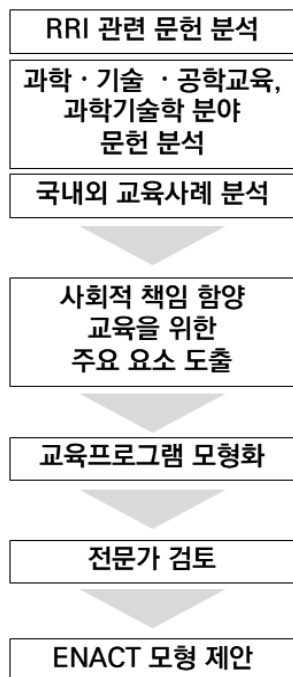 RRI 관련 문헌 분석
과학 · 기술 · 공학교육,
과학기술학 분야
문헌 분석
국내외 교육사례 분석
사회적 책임 함양
교육을 위한
주요 요소 도출
교육프로그램 모형화
전문가 검토
ENACT 모형 제안